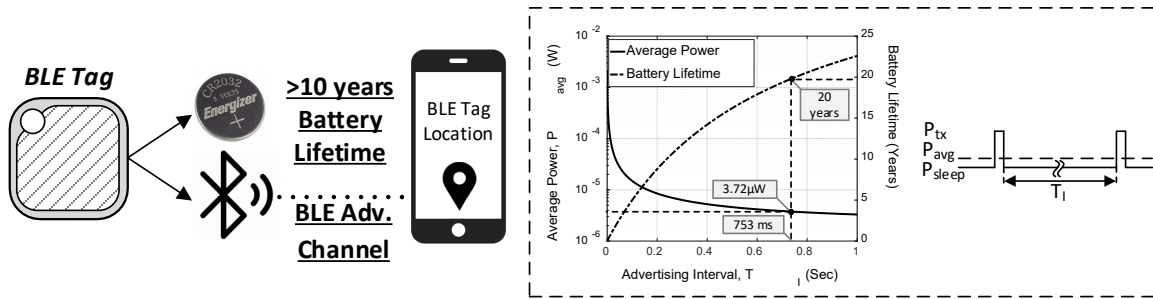 BLE Tag
CR2032
3 VOLTS
Energizer
+
>10 years
Battery
Lifetime
BLE Adv.
Channel
BLE Tag
Location
Average Power, P avg (W)
10^-2
10^-3
10^-4
10^-5
10^-6
Average Power
Battery Lifetime
20
years
3.72μW
753 ms
0 0.2 0.4 0.6 0.8 1
Advertising Interval, T I (Sec)
25
20
15
10
5
0
Battery Lifetime (Years)
P_tx
P_avg
P_sleep
T_I